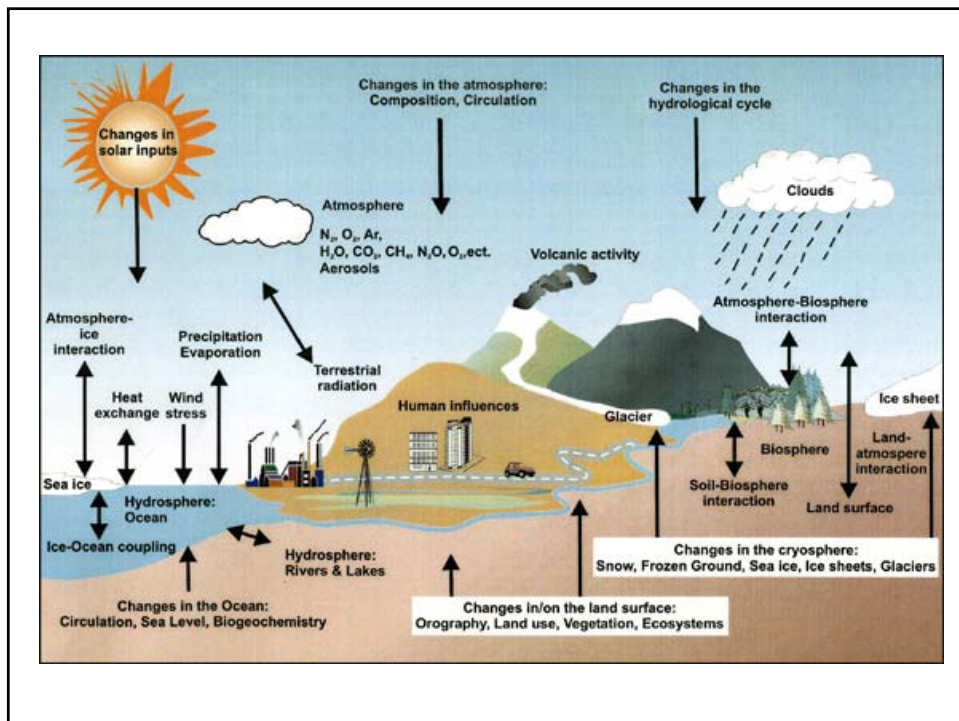 Changes in the atmosphere:
Composition, Circulation
Changes in the
hydrological cycle
Changes in
solar inputs
Clouds
Atmosphere
N₂, O₂, Ar,
H₂O, CO₂, CH₄, N₂O, O₃,ect.
Aerosols
Volcanic activity
Atmosphere-Biosphere
interaction
Atmosphere-
ice
interaction
Precipitation
Evaporation
Terrestrial
radiation
Heat
exchange
Wind
stress
Human influences
Glacier
Ice sheet
Biosphere
Land-
atmospere
interaction
Soil-Biosphere
interaction
Land surface
Sea ice
Hydrosphere:
Ocean
Ice-Ocean coupling
Hydrosphere:
Rivers & Lakes
Changes in the cryosphere:
Snow, Frozen Ground, Sea ice, Ice sheets, Glaciers
Changes in the Ocean:
Circulation, Sea Level, Biogeochemistry
Changes in/on the land surface:
Orography, Land use, Vegetation, Ecosystems